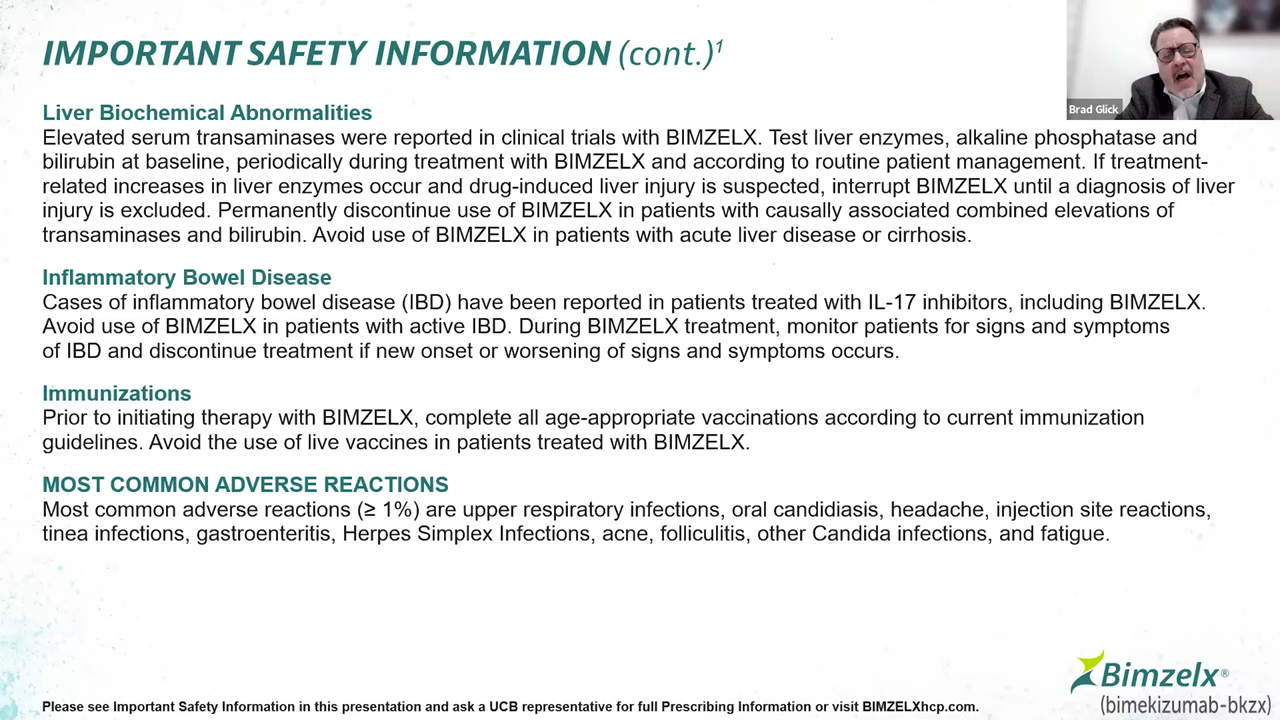 IMPORTANT SAFETY INFORMATION (cont.)¹
Brad Glick
Liver Biochemical Abnormalities
Elevated serum transaminases were reported in clinical trials with BIMZELX. Test liver enzymes, alkaline phosphatase and
bilirubin at baseline, periodically during treatment with BIMZELX and according to routine patient management. If treatment-
related increases in liver enzymes occur and drug-induced liver injury is suspected, interrupt BIMZELX until a diagnosis of liver
injury is excluded. Permanently discontinue use of BIMZELX in patients with causally associated combined elevations of
transaminases and bilirubin. Avoid use of BIMZELX in patients with acute liver disease or cirrhosis.
Inflammatory Bowel Disease
Cases of inflammatory bowel disease (IBD) have been reported in patients treated with IL-17 inhibitors, including BIMZELX.
Avoid use of BIMZELX in patients with active IBD. During BIMZELX treatment, monitor patients for signs and symptoms
of IBD and discontinue treatment if new onset or worsening of signs and symptoms occurs.
Immunizations
Prior to initiating therapy with BIMZELX, complete all age-appropriate vaccinations according to current immunization
guidelines. Avoid the use of live vaccines in patients treated with BIMZELX.
MOST COMMON ADVERSE REACTIONS
Most common adverse reactions (≥ 1%) are upper respiratory infections, oral candidiasis, headache, injection site reactions,
tinea infections, gastroenteritis, Herpes Simplex Infections, acne, folliculitis, other Candida infections, and fatigue.
Bimzelx®
(bimekizumab-bkzx)
Please see Important Safety Information in this presentation and ask a UCB representative for full Prescribing Information or visit BIMZELXhcp.com.